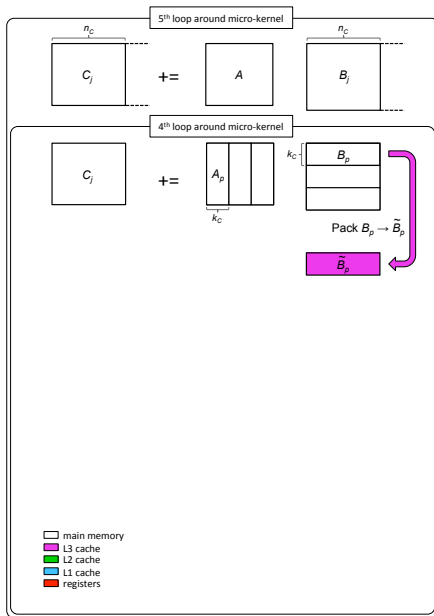 5th loop around micro-kernel
n_C n_C
C_j += A B_j
4th loop around micro-kernel
C_j += A_p k_C B_p
k_C
Pack B_p → B̃_p
B̃_p
main memory
L3 cache
L2 cache
L1 cache
registers